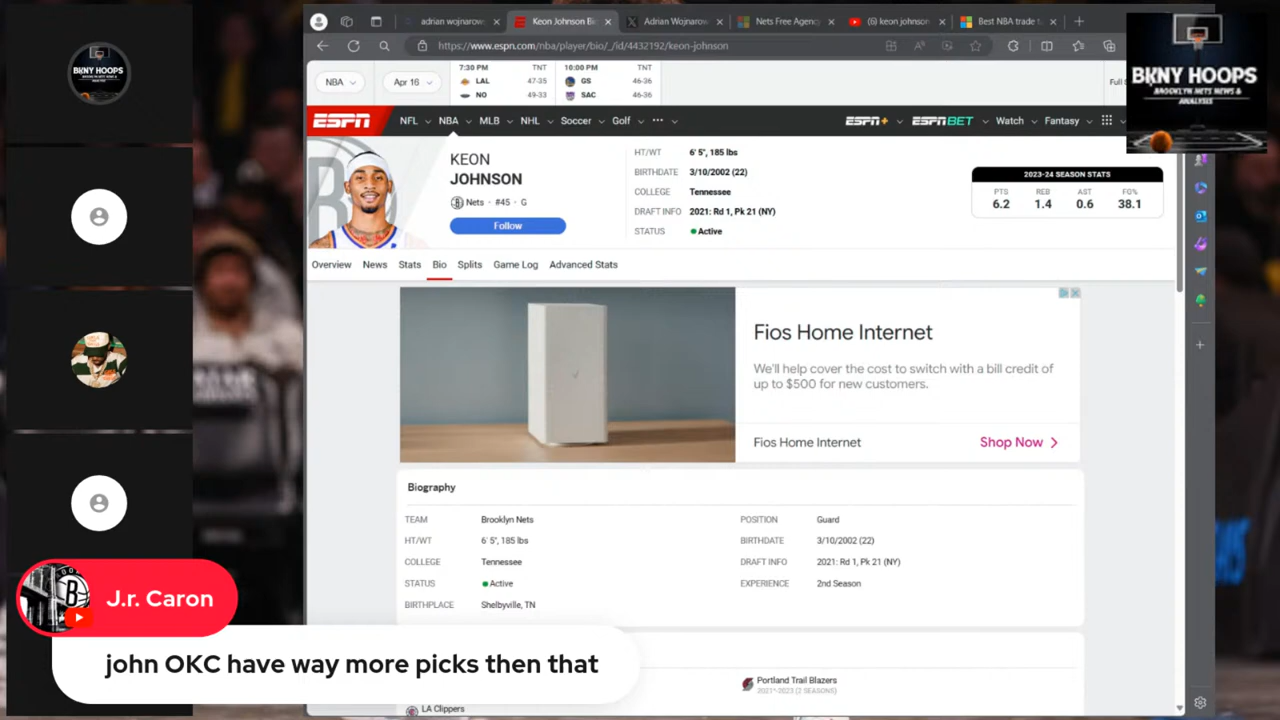 adrian wojnarows
Keon Johnson Bi
Adrian Wojnarow
Nets Free Agency
(6) keon johnson
Best NBA trade t
https://www.espn.com/nba/player/bio/_/id/4432192/keon-johnson
BKNY HOOPS
BROOKLYN NETS NEWS &
ANALYSIS
BKNY HOOPS
NBA
Apr 16
7:30 PM TNT
LAL 47-35
NO 49-33
10:00 PM TNT
GS 46-36
SAC 46-36
Full
ESPN
NFL
NBA
MLB
NHL
Soccer
Golf
ESPN+
ESPN BET
Watch
Fantasy
KEON
JOHNSON
Nets · #45 · G
Follow
HT/WT 6' 5", 185 lbs
BIRTHDATE 3/10/2002 (22)
COLLEGE Tennessee
DRAFT INFO 2021: Rd 1, Pk 21 (NY)
STATUS Active
2023-24 SEASON STATS
PTS REB AST FG%
6.2 1.4 0.6 38.1
Overview News Stats Bio Splits Game Log Advanced Stats
Fios Home Internet
We'll help cover the cost to switch with a bill credit of
up to $500 for new customers.
Fios Home Internet
Shop Now
Biography
TEAM Brooklyn Nets
HT/WT 6' 5", 185 lbs
COLLEGE Tennessee
STATUS Active
BIRTHPLACE Shelbyville, TN
POSITION Guard
BIRTHDATE 3/10/2002 (22)
DRAFT INFO 2021: Rd 1, Pk 21 (NY)
EXPERIENCE 2nd Season
Portland Trail Blazers
2021*-2023 (2 SEASONS)
LA Clippers
J.r. Caron
john OKC have way more picks then that